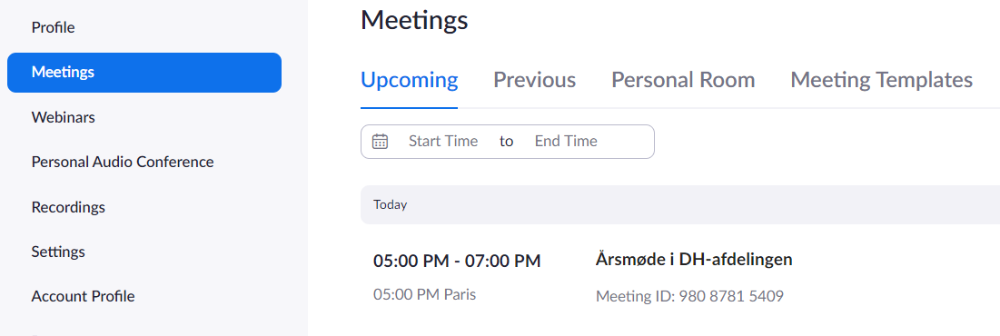 Profile
Meetings
Webinars
Personal Audio Conference
Recordings
Settings
Account Profile
Meetings
Upcoming Previous Personal Room Meeting Templates
Start Time to End Time
Today
05:00 PM - 07:00 PM Ärsmøde i DH-afdelingen
05:00 PM Paris Meeting ID: 980 8781 5409